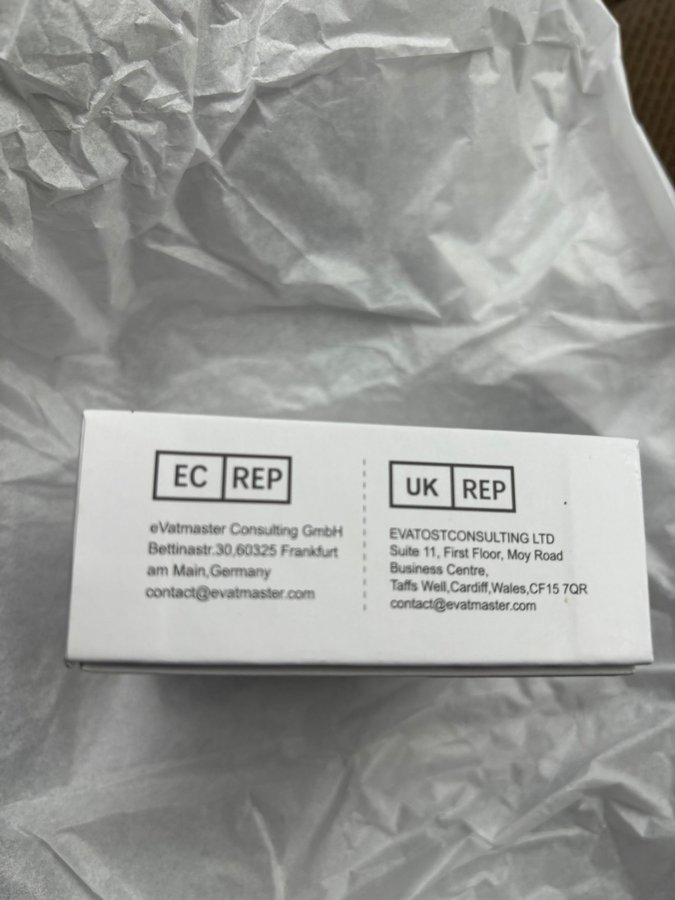 EC REP
eVatmaster Consulting GmbH
Bettinastr.30,60325 Frankfurt
am Main,Germany
contact@evatmaster.com
UK REP
EVATOSTCONSULTING LTD
Suite 11, First Floor, Moy Road
Business Centre,
Taffs Well,Cardiff,Wales,CF15 7QR
contact@evatmaster.com